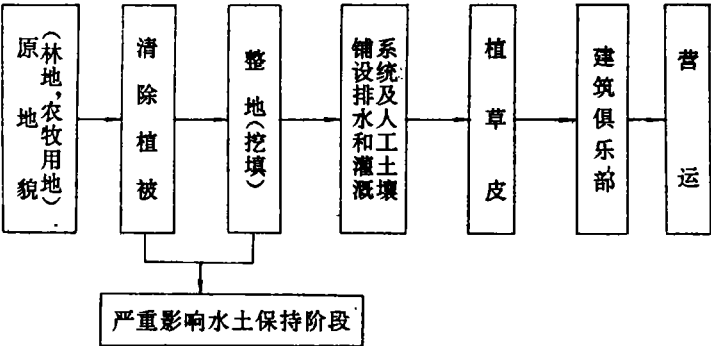 原地貌
(林地,农牧用地)
清除植被
整地(挖填)
铺设排水和灌溉
系统及人工土壤
植草皮
建筑俱乐部
营运
严重影响水土保持阶段